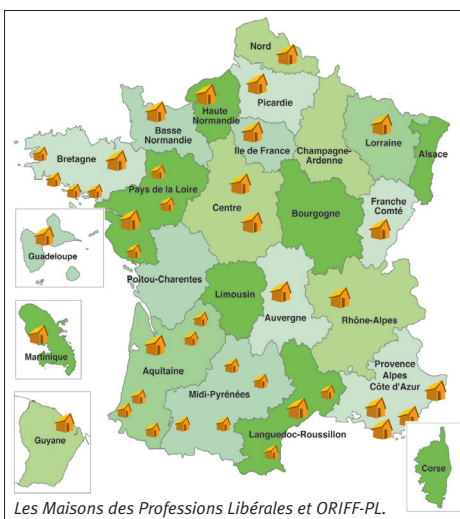 Nord
Haute
Normandie
Picardie
Basse
Normandie
Ile de France
Champagne-
Ardenne
Lorraine
Alsace
Bretagne
Pays de la Loire
Centre
Bourgogne
Franche
Comté
Guadeloupe
Poitou-Charentes
Limousin
Auvergne
Rhône-Alpes
Martinique
Aquitaine
Midi-Pyrénées
Provence
Alpes
Côte d'Azur
Languedoc-Roussillon
Guyane
Corse
Les Maisons des Professions Libérales et ORIFF-PL.